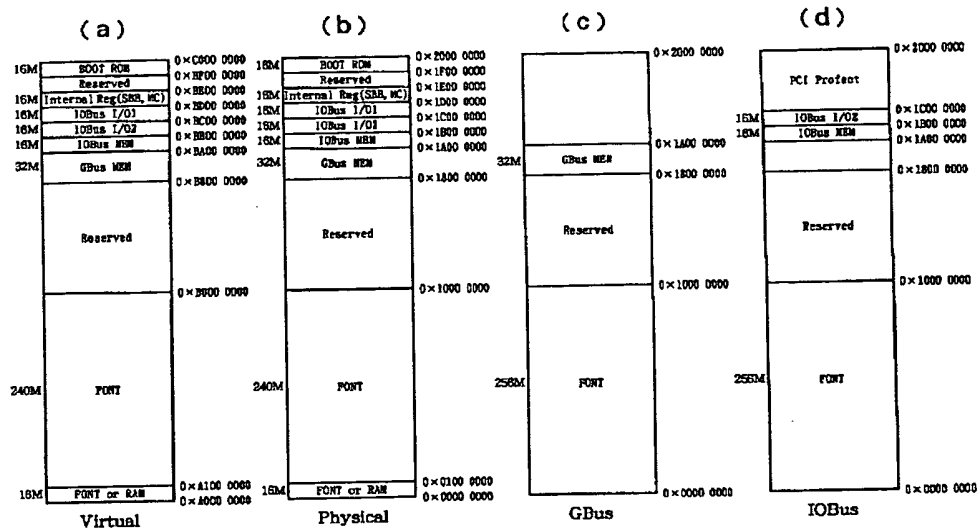 (a)
16M BOOT ROM 0×C000 0000
Reserved 0×BF00 0000
16M Internal Reg(SBB, MC) 0×BE00 0000
16M IOBus I/O1 0×BD00 0000
16M IOBus I/O2 0×BC00 0000
16M IOBus MEM 0×BB00 0000
0×BA00 0000
32M GBus MEM
0×B800 0000
Reserved
0×B000 0000
240M FONT
0×A100 0000
16M FONT or RAM 0×A000 0000
Virtual
(b)
16M BOOT ROM 0×2000 0000
Reserved 0×1F00 0000
16M Internal Reg(SBB, MC) 0×1E00 0000
16M IOBus I/O1 0×1D00 0000
16M IOBus I/O2 0×1C00 0000
16M IOBus MEM 0×1B00 0000
0×1A00 0000
GBus MEM
0×1800 0000
Reserved
0×1000 0000
240M FONT
0×0100 0000
16M FONT or RAM 0×0000 0000
Physical
(c)
0×2000 0000
0×1A00 0000
32M GBus MEM
0×1800 0000
Reserved
0×1000 0000
256M FONT
0×0000 0000
GBus
(d)
0×2000 0000
PCI
0×1C00 0000
16M IOBus I/O2 0×1B00 0000
16M IOBus MEM 0×1A00 0000
0×1800 0000
Reserved
0×1000 0000
256M FONT
0×0000 0000
IOBus